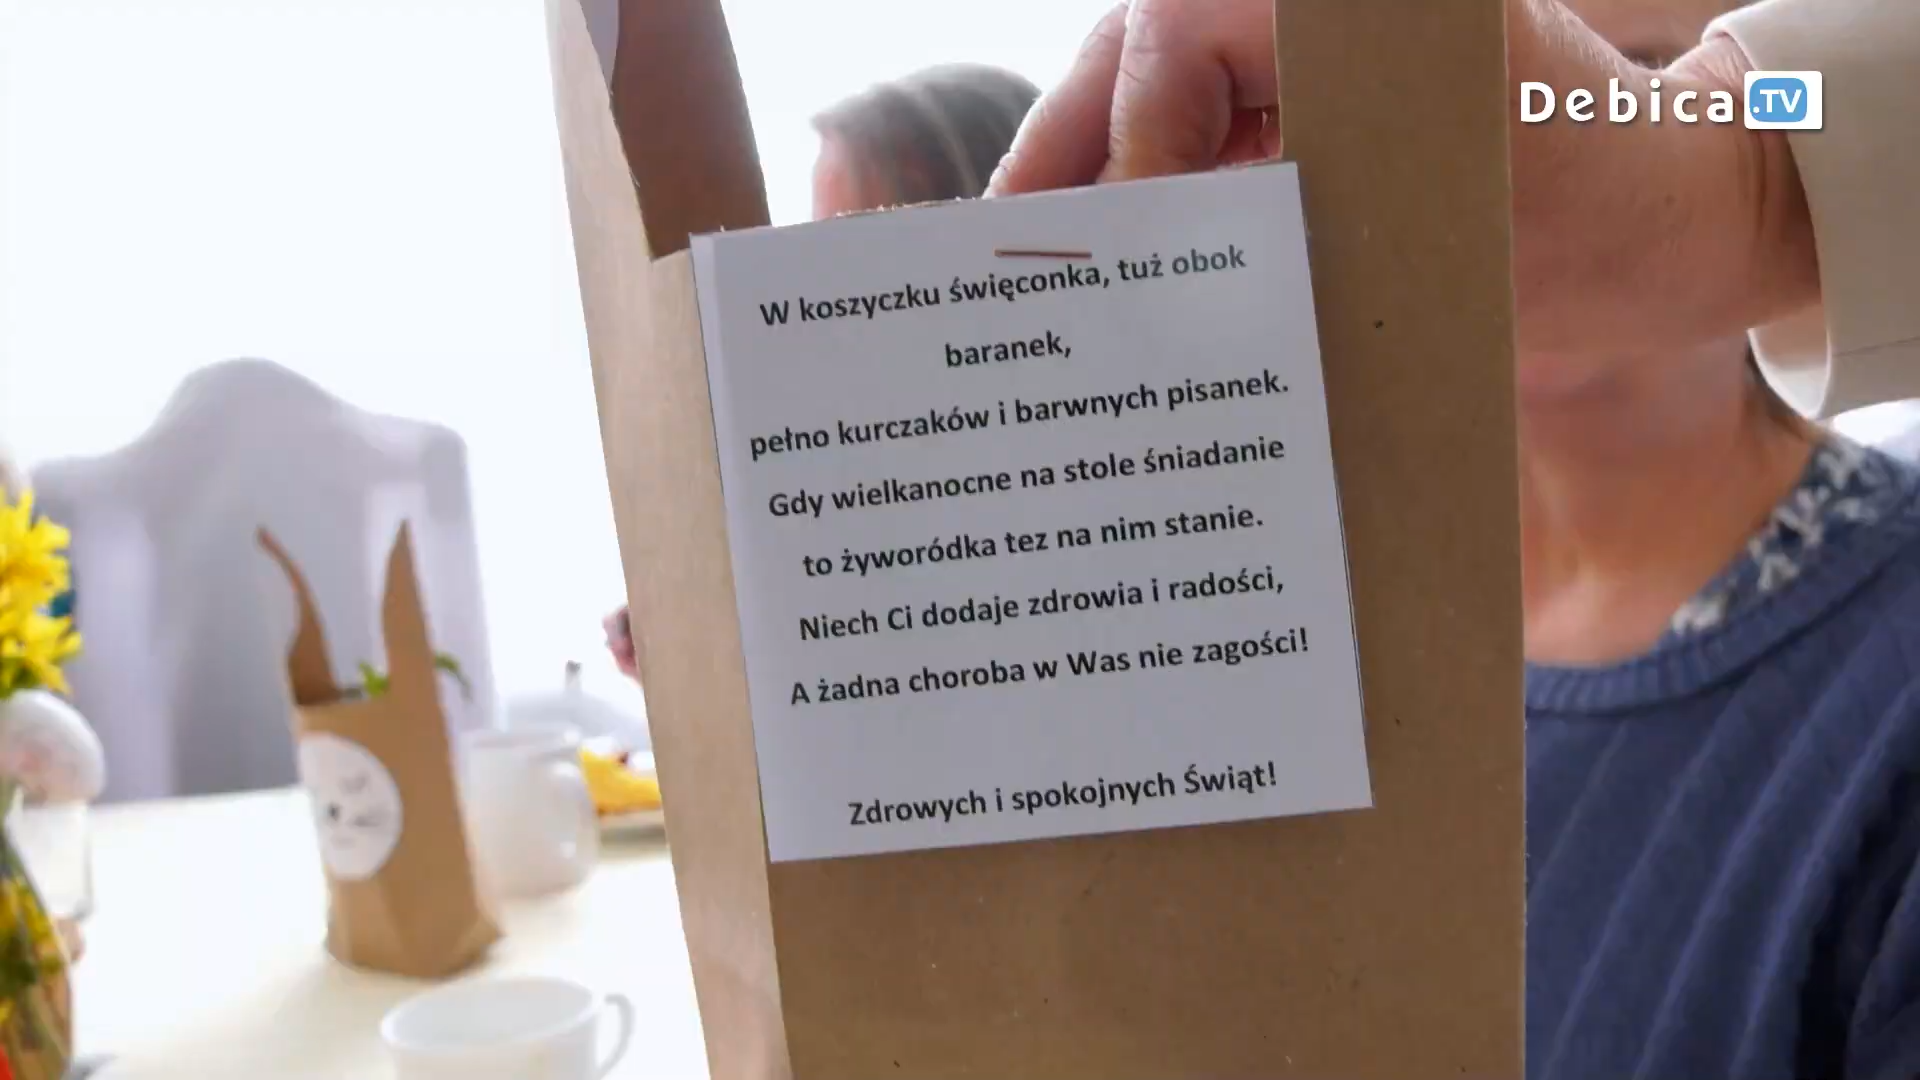 Debica.TV
W koszyczku święconka, tuż obok
baranek,
pełno kurczaków i barwnych pisanek.
Gdy wielkanocne na stole śniadanie
to żyworódka tez na nim stanie.
Niech Ci dodaje zdrowia i radości,
A żadna choroba w Was nie zagości!
Zdrowych i spokojnych Świąt!